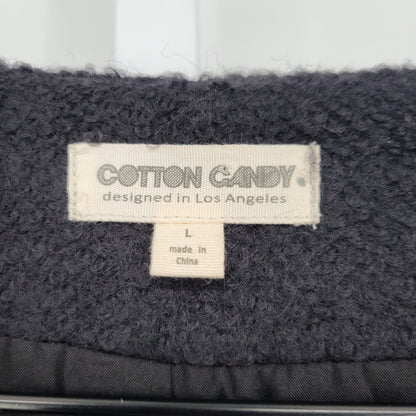 COTTON CANDY
designed in Los Angeles
L
made in
China